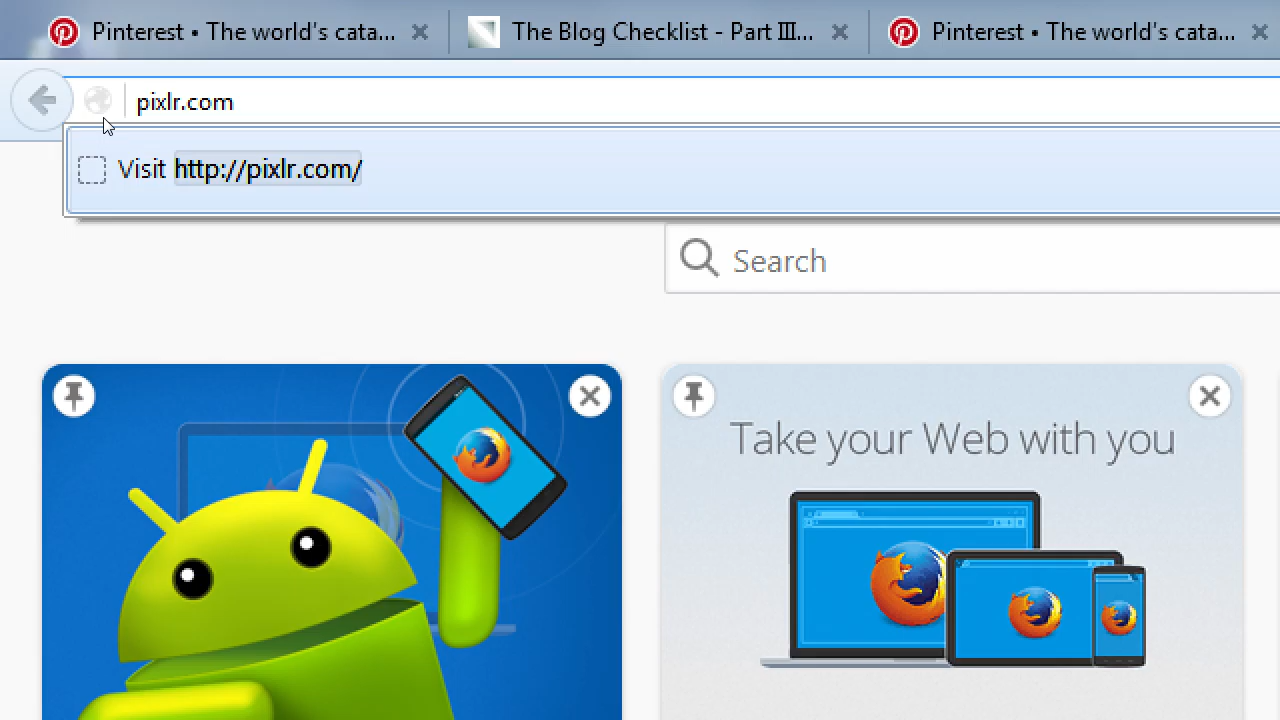 Pinterest • The world's cata...
The Blog Checklist - Part III...
Pinterest • The world's cata...
pixlr.com
Visit http://pixlr.com/
Search
Take your Web with you